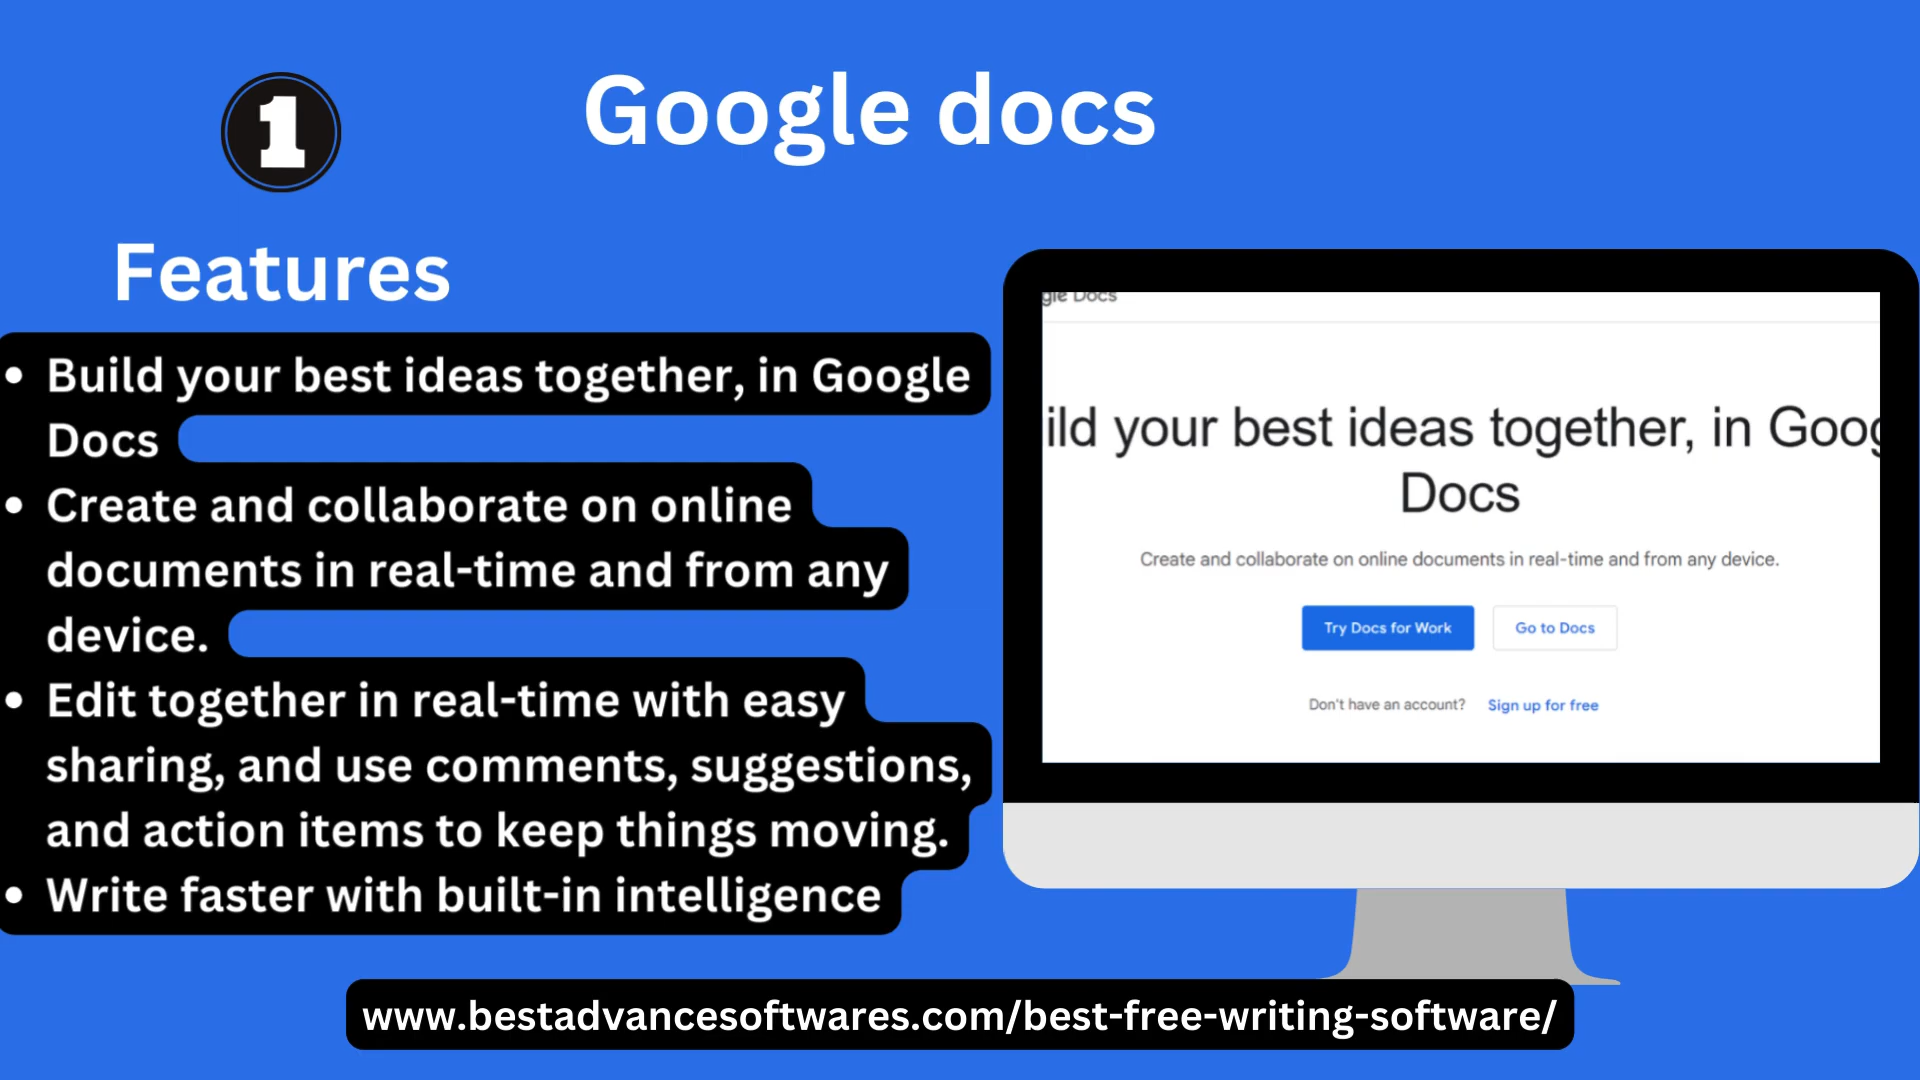 1
Google docs
Features
• Build your best ideas together, in Google
Docs
• Create and collaborate on online
documents in real-time and from any
device.
• Edit together in real-time with easy
sharing, and use comments, suggestions,
and action items to keep things moving.
• Write faster with built-in intelligence
gle Docs
ild your best ideas together, in Goog
Docs
Create and collaborate on online documents in real-time and from any device.
Try Docs for Work
Go to Docs
Don't have an account? Sign up for free
www.bestadvancesoftwares.com/best-free-writing-software/